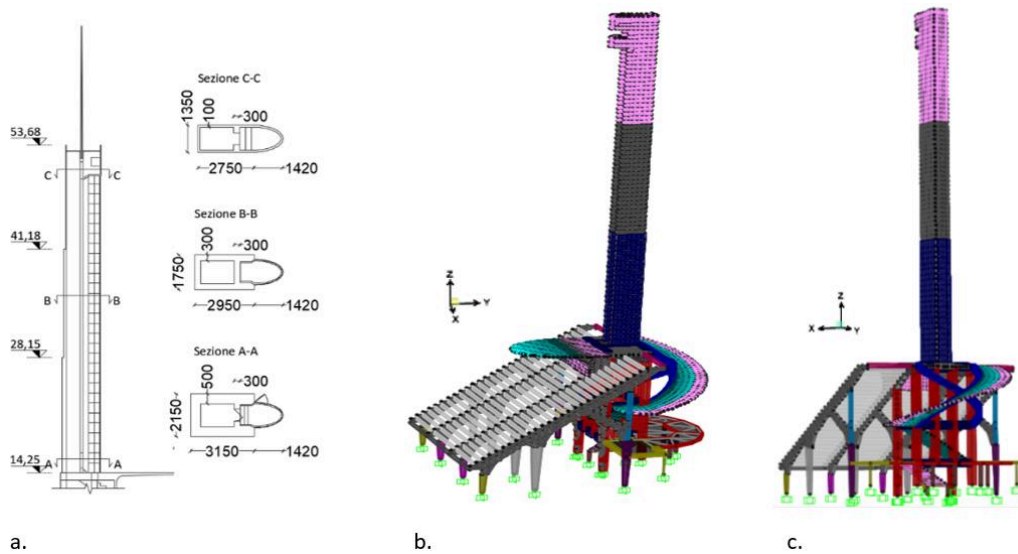 53,68
41,18
28,15
14,25
C C
B B
A A
Sezione C-C
1350
100
300
2750
1420
Sezione B-B
1750
300
300
2950
1420
Sezione A-A
2150
500
300
3150
1420
Z
Y
X
Z
X
Y
a.
b.
c.